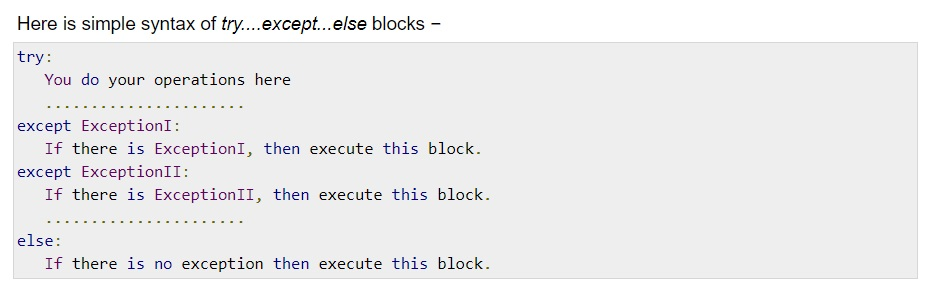 Here is simple syntax of try....except...else blocks −
try:
   You do your operations here
   ......................
except ExceptionI:
   If there is ExceptionI, then execute this block.
except ExceptionII:
   If there is ExceptionII, then execute this block.
   ......................
else:
   If there is no exception then execute this block.